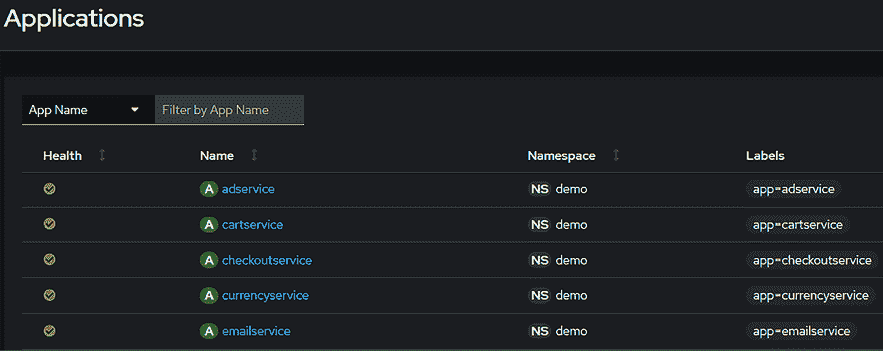 Applications
App Name Filter by App Name
Health Name Namespace Labels
A adservice NS demo app=adservice
A cartservice NS demo app=cartservice
A checkoutservice NS demo app=checkoutservice
A currencyservice NS demo app=currencyservice
A emailservice NS demo app=emailservice